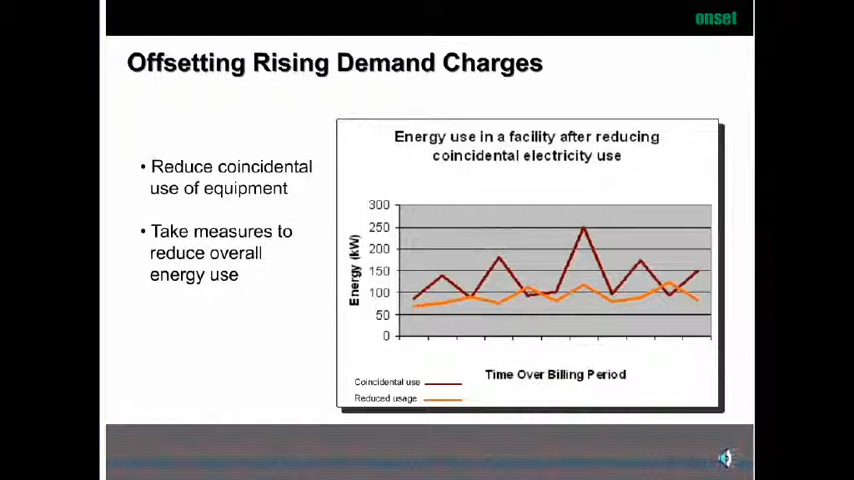 onset
Offsetting Rising Demand Charges
• Reduce coincidental
use of equipment
• Take measures to
reduce overall
energy use
Energy use in a facility after reducing
coincidental electricity use
300
250
200
150
100
50
0
Energy (kW)
Time Over Billing Period
Coincidental use
Reduced usage